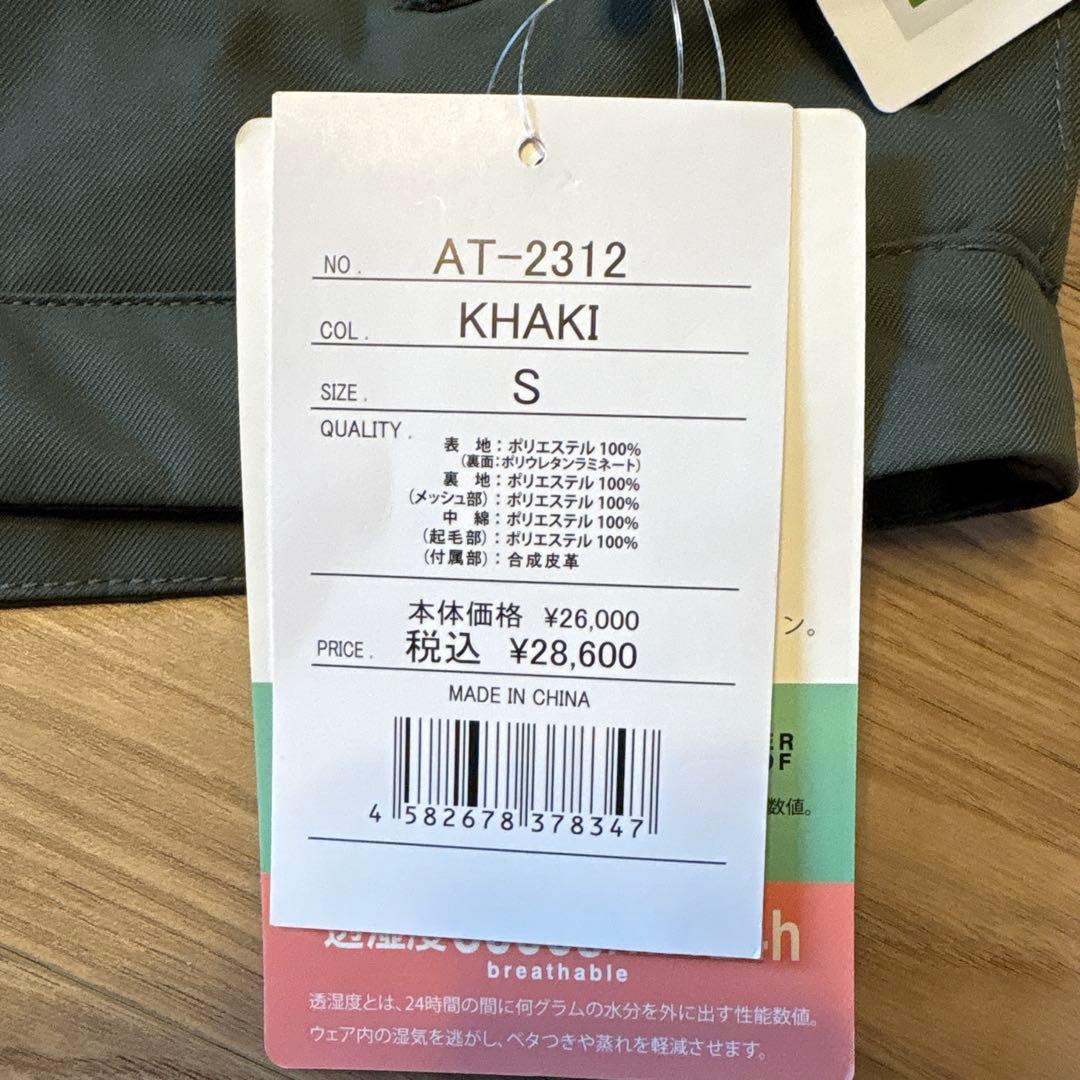 NO. AT-2312
COL. KHAKI
SIZE. S
QUALITY.
表 地：ポリエステル 100%
（裏面：ポリウレタンラミネート）
裏 地：ポリエステル 100%
（メッシュ部）：ポリエステル 100%
中 綿：ポリエステル 100%
（起毛部）：ポリエステル 100%
（付属部）：合成皮革
本体価格 ¥26,000
PRICE. 税込 ¥28,600
MADE IN CHINA
4 582678 378347
ン。
ER
OF
数値。
透湿度
h
breathable
透湿度とは、24時間の間に何グラムの水分を外に出す性能数値。
ウェア内の湿気を逃がし、ベタつきや蒸れを軽減させます。